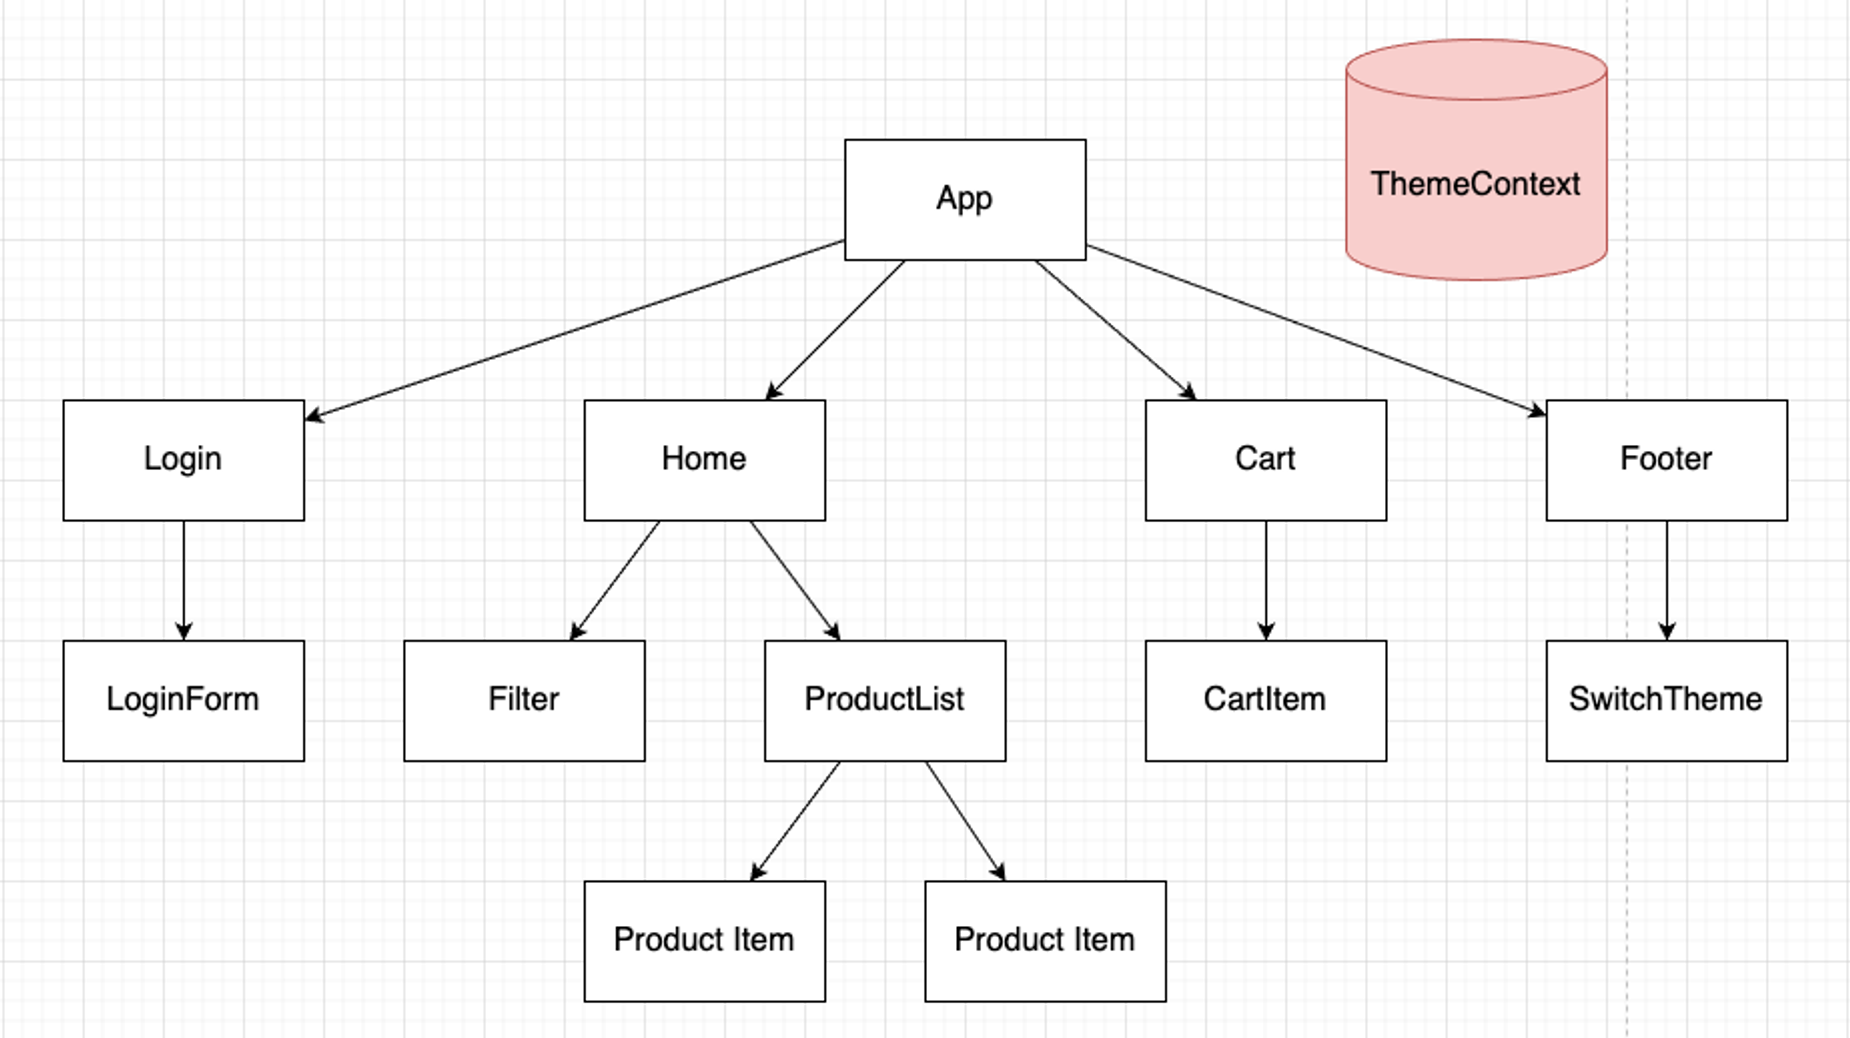 ThemeContext
App
Login
Home
Cart
Footer
LoginForm
Filter
ProductList
CartItem
SwitchTheme
Product Item
Product Item